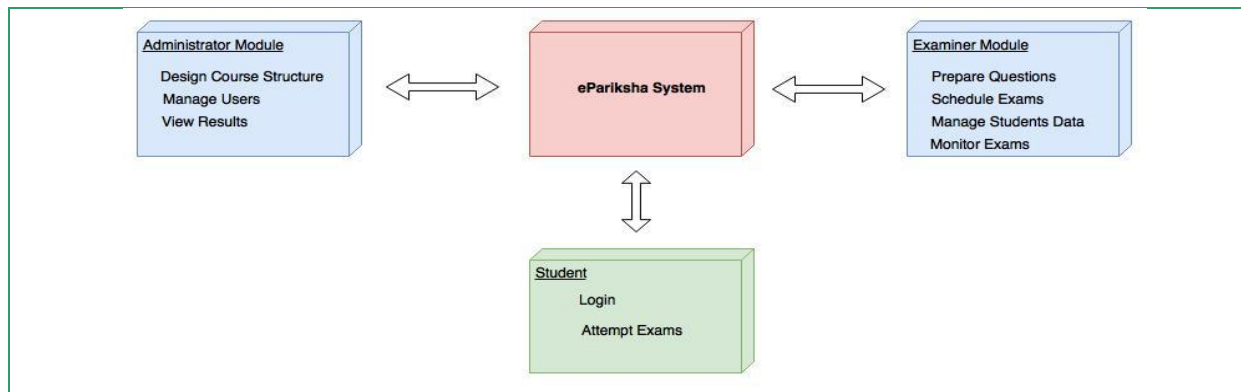 Administrator Module
Design Course Structure
Manage Users
View Results
ePariksha System
Examiner Module
Prepare Questions
Schedule Exams
Manage Students Data
Monitor Exams
Student
Login
Attempt Exams